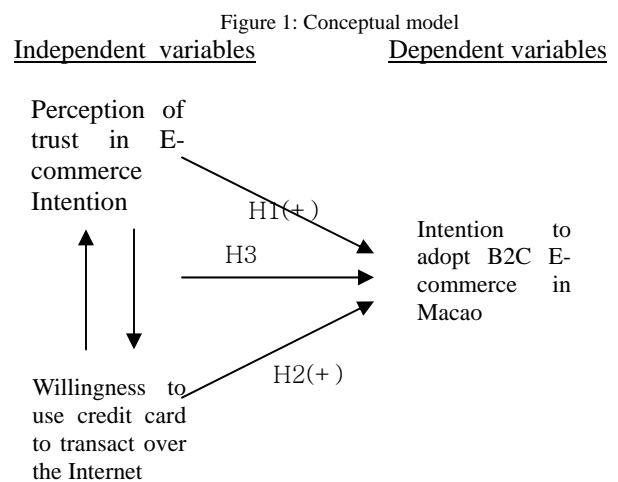 Figure 1: Conceptual model
Independent variables
Dependent variables
Perception of
trust in E-
commerce
Intention
H1(+)
H3
H2(+)
Intention to
adopt B2C E-
commerce in
Macao
Willingness to
use credit card
to transact over
the Internet